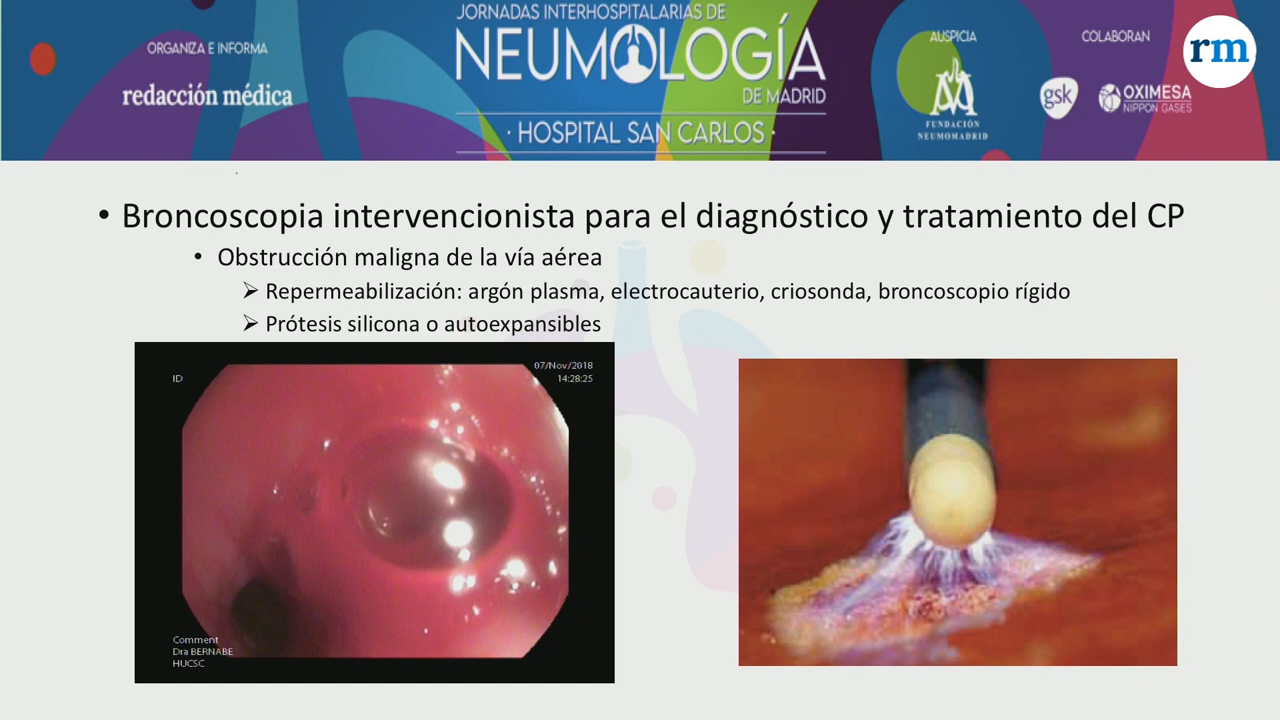 JORNADAS INTERHOSPITALARIAS DE
NEUMOLOGÍA
DE MADRID
· HOSPITAL SAN CARLOS ·
ORGANIZA E INFORMA
redacción médica
AUSPICIA
FUNDACIÓN
NEUMOMADRID
COLABORAN
gsk
OXIMESA
NIPPON GASES
rm
• Broncoscopia intervencionista para el diagnóstico y tratamiento del CP
• Obstrucción maligna de la vía aérea
➢ Repermeabilización: argón plasma, electrocauterio, criosonda, broncoscopio rígido
➢ Prótesis silicona o autoexpansibles
07/Nov/2018
ID
14:28:25
Comment
Dra BERNABE
HUCSC